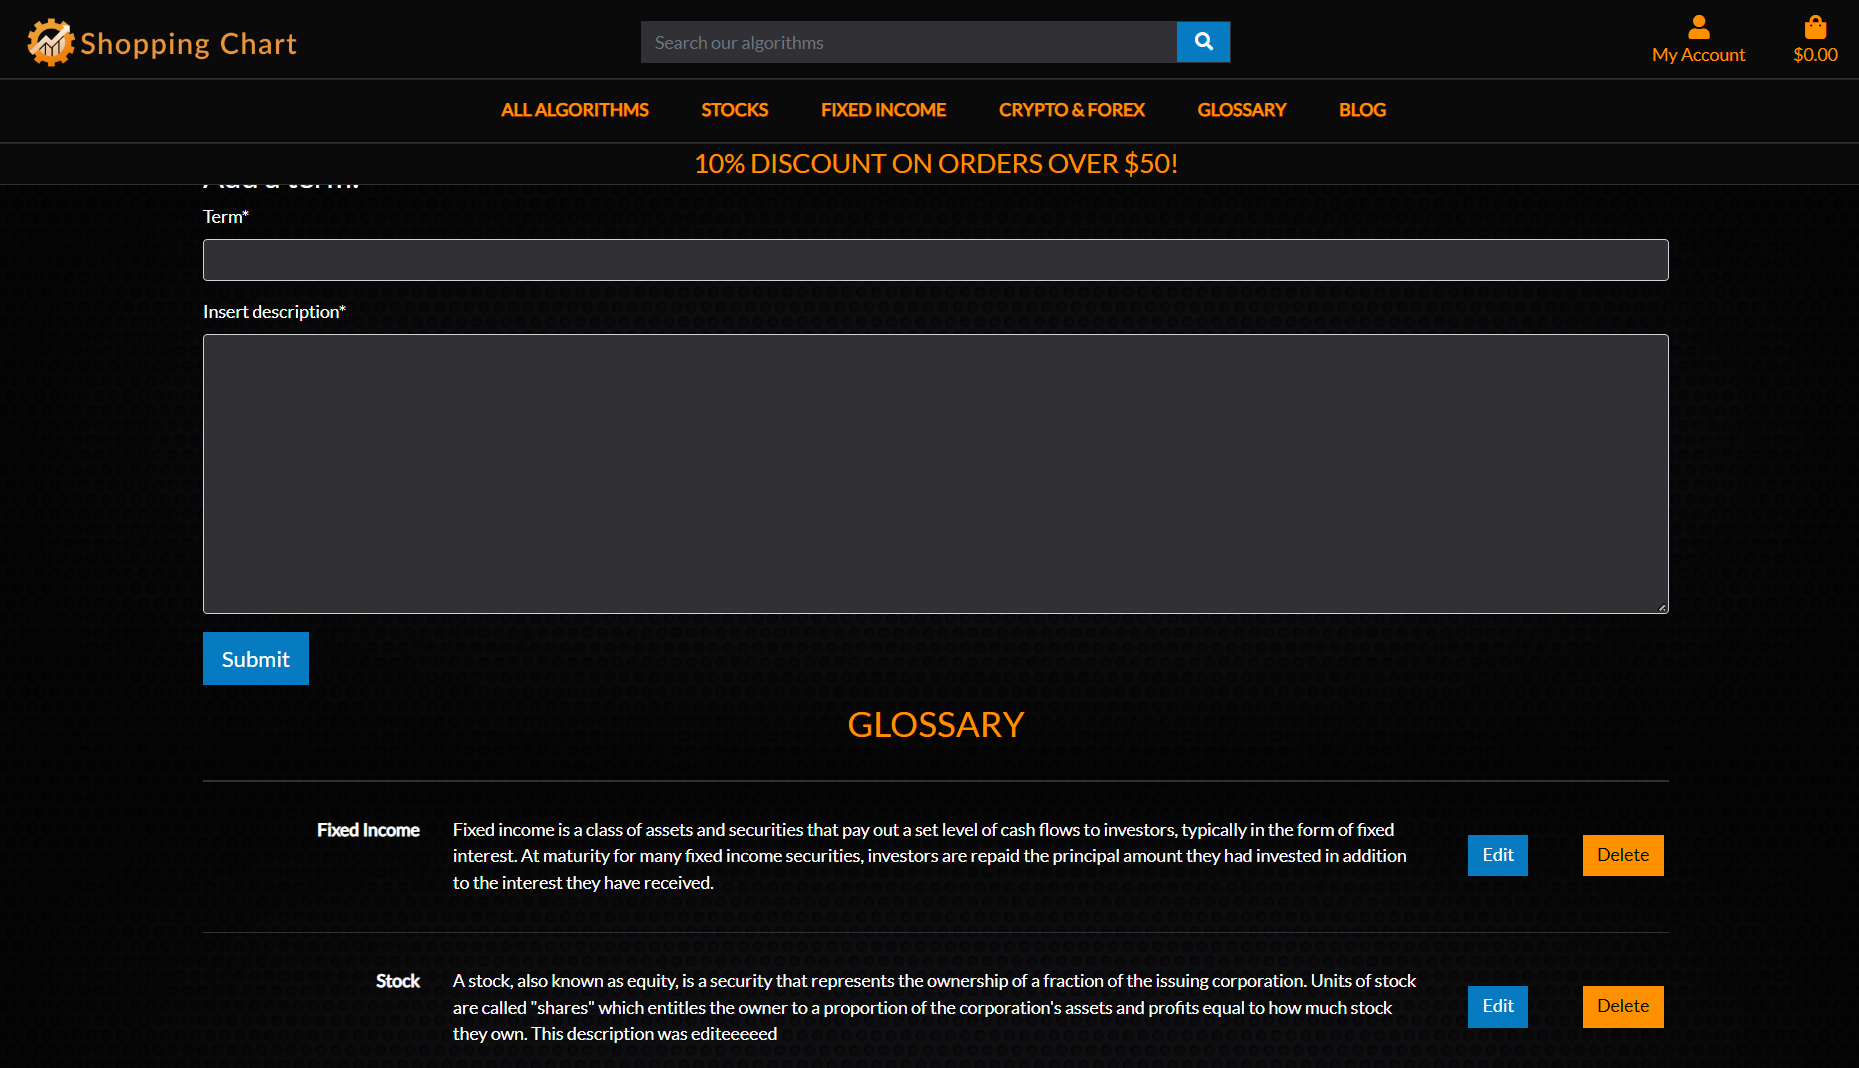 Shopping Chart
Search our algorithms
My Account
$0.00
ALL ALGORITHMS
STOCKS
FIXED INCOME
CRYPTO & FOREX
GLOSSARY
BLOG
10% DISCOUNT ON ORDERS OVER $50!
Add a term:
Term*
Insert description*
Submit
GLOSSARY
Fixed Income
Fixed income is a class of assets and securities that pay out a set level of cash flows to investors, typically in the form of fixed
interest. At maturity for many fixed income securities, investors are repaid the principal amount they had invested in addition
to the interest they have received.
Edit
Delete
Stock
A stock, also known as equity, is a security that represents the ownership of a fraction of the issuing corporation. Units of stock
are called "shares" which entitles the owner to a proportion of the corporation's assets and profits equal to how much stock
they own. This description was editeeeeed
Edit
Delete